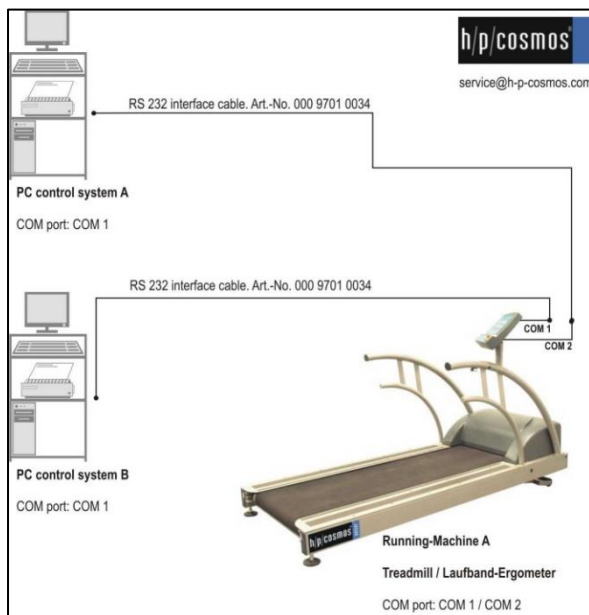 h/p/cosmos®
service@h-p-cosmos.com
RS 232 interface cable. Art.-No. 000 9701 0034
PC control system A
COM port: COM 1
RS 232 interface cable. Art.-No. 000 9701 0034
COM 1
COM 2
PC control system B
COM port: COM 1
h/p/cosmos
Running-Machine A
Treadmill / Laufband-Ergometer
COM port: COM 1 / COM 2